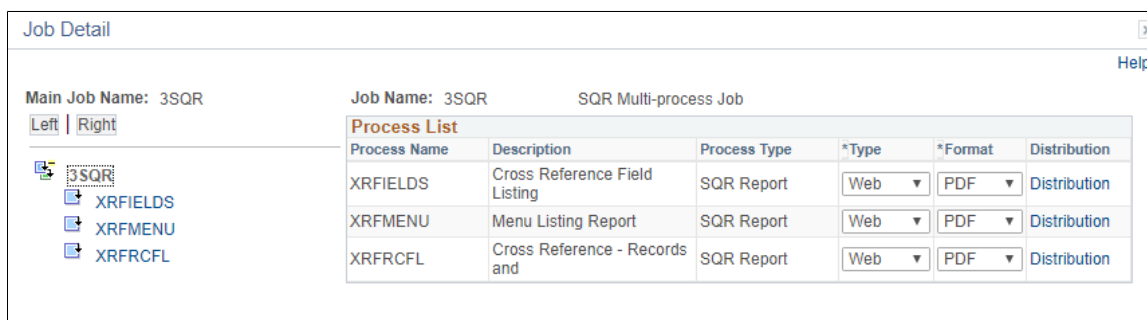 Job Detail
x
Help
Main Job Name: 3SQR
Job Name: 3SQR SQR Multi-process Job
Left | Right
Process List
Process Name Description Process Type *Type *Format Distribution
3SQR
XRFIELDS
XRFMENU
XRFRCFL
XRFIELDS Cross Reference Field Listing SQR Report Web PDF Distribution
XRFMENU Menu Listing Report SQR Report Web PDF Distribution
XRFRCFL Cross Reference - Records and SQR Report Web PDF Distribution